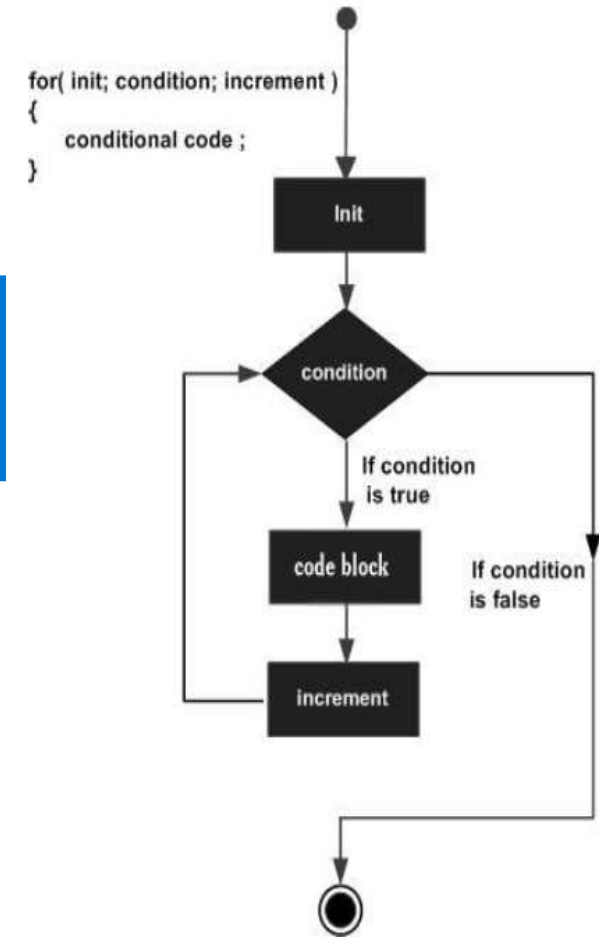 for( init; condition; increment )
{
conditional code ;
}
Init
condition
If condition
is true
code block
If condition
is false
increment